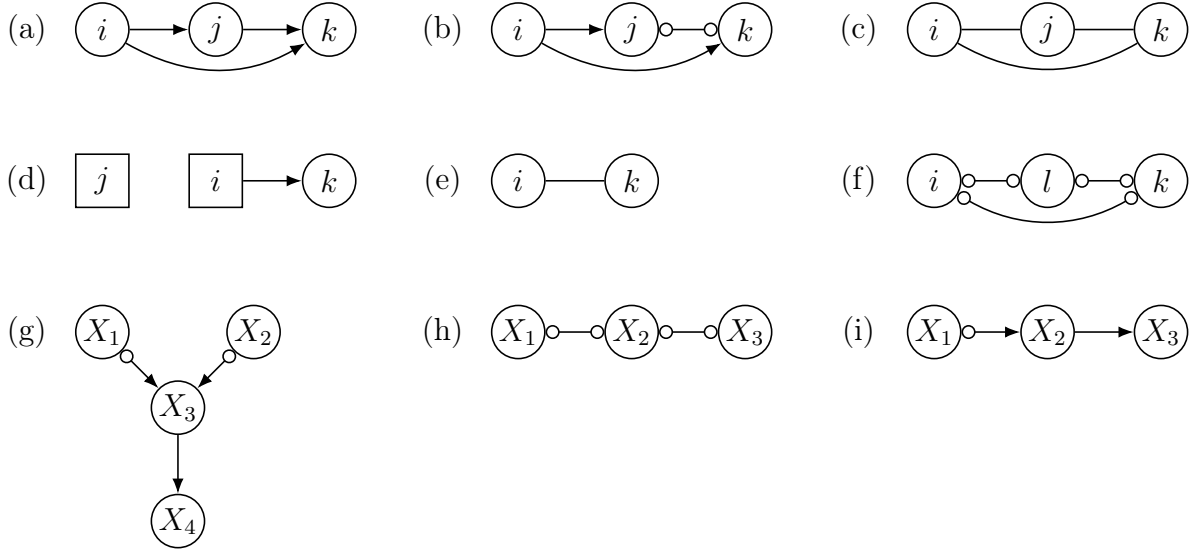 (a) i j k (b) i j k (c) i j k
(d) j i k (e) i k (f) i l k
(g) X₁ X₂ (h) X₁ X₂ X₃ (i) X₁ X₂ X₃
X₃
X₄